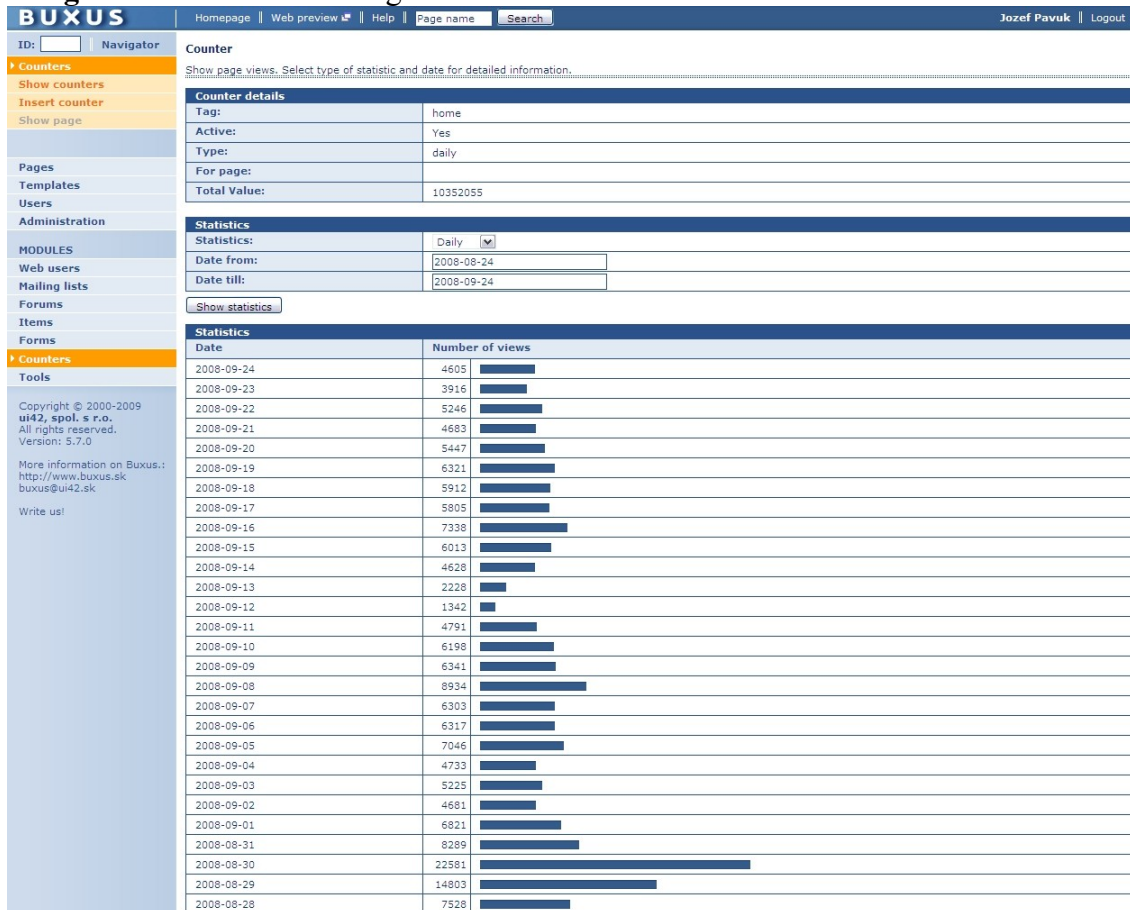 BUXUS
Homepage || Web preview || Help || Page name Search Jozef Pavuk || Logout
ID: Navigator
Counters
Show counters
Insert counter
Show page
Pages
Templates
Users
Administration
MODULES
Web users
Mailing lists
Forums
Items
Forms
Counters
Tools
Copyright © 2000-2009
ui42, spol. s r.o.
All rights reserved.
Version: 5.7.0
More information on Buxus.:
http://www.buxus.sk
buxus@ui42.sk
Write us!
Counter
Show page views. Select type of statistic and date for detailed information.
Counter details
Tag: home
Active: Yes
Type: daily
For page:
Total Value: 10352055
Statistics
Statistics: Daily
Date from: 2008-08-24
Date till: 2008-09-24
Show statistics
Statistics
Date Number of views
2008-09-24 4605
2008-09-23 3916
2008-09-22 5246
2008-09-21 4683
2008-09-20 5447
2008-09-19 6321
2008-09-18 5912
2008-09-17 5805
2008-09-16 7338
2008-09-15 6013
2008-09-14 4628
2008-09-13 2228
2008-09-12 1342
2008-09-11 4791
2008-09-10 6198
2008-09-09 6341
2008-09-08 8934
2008-09-07 6303
2008-09-06 6317
2008-09-05 7046
2008-09-04 4733
2008-09-03 5225
2008-09-02 4681
2008-09-01 6821
2008-08-31 8289
2008-08-30 22581
2008-08-29 14803
2008-08-28 7528